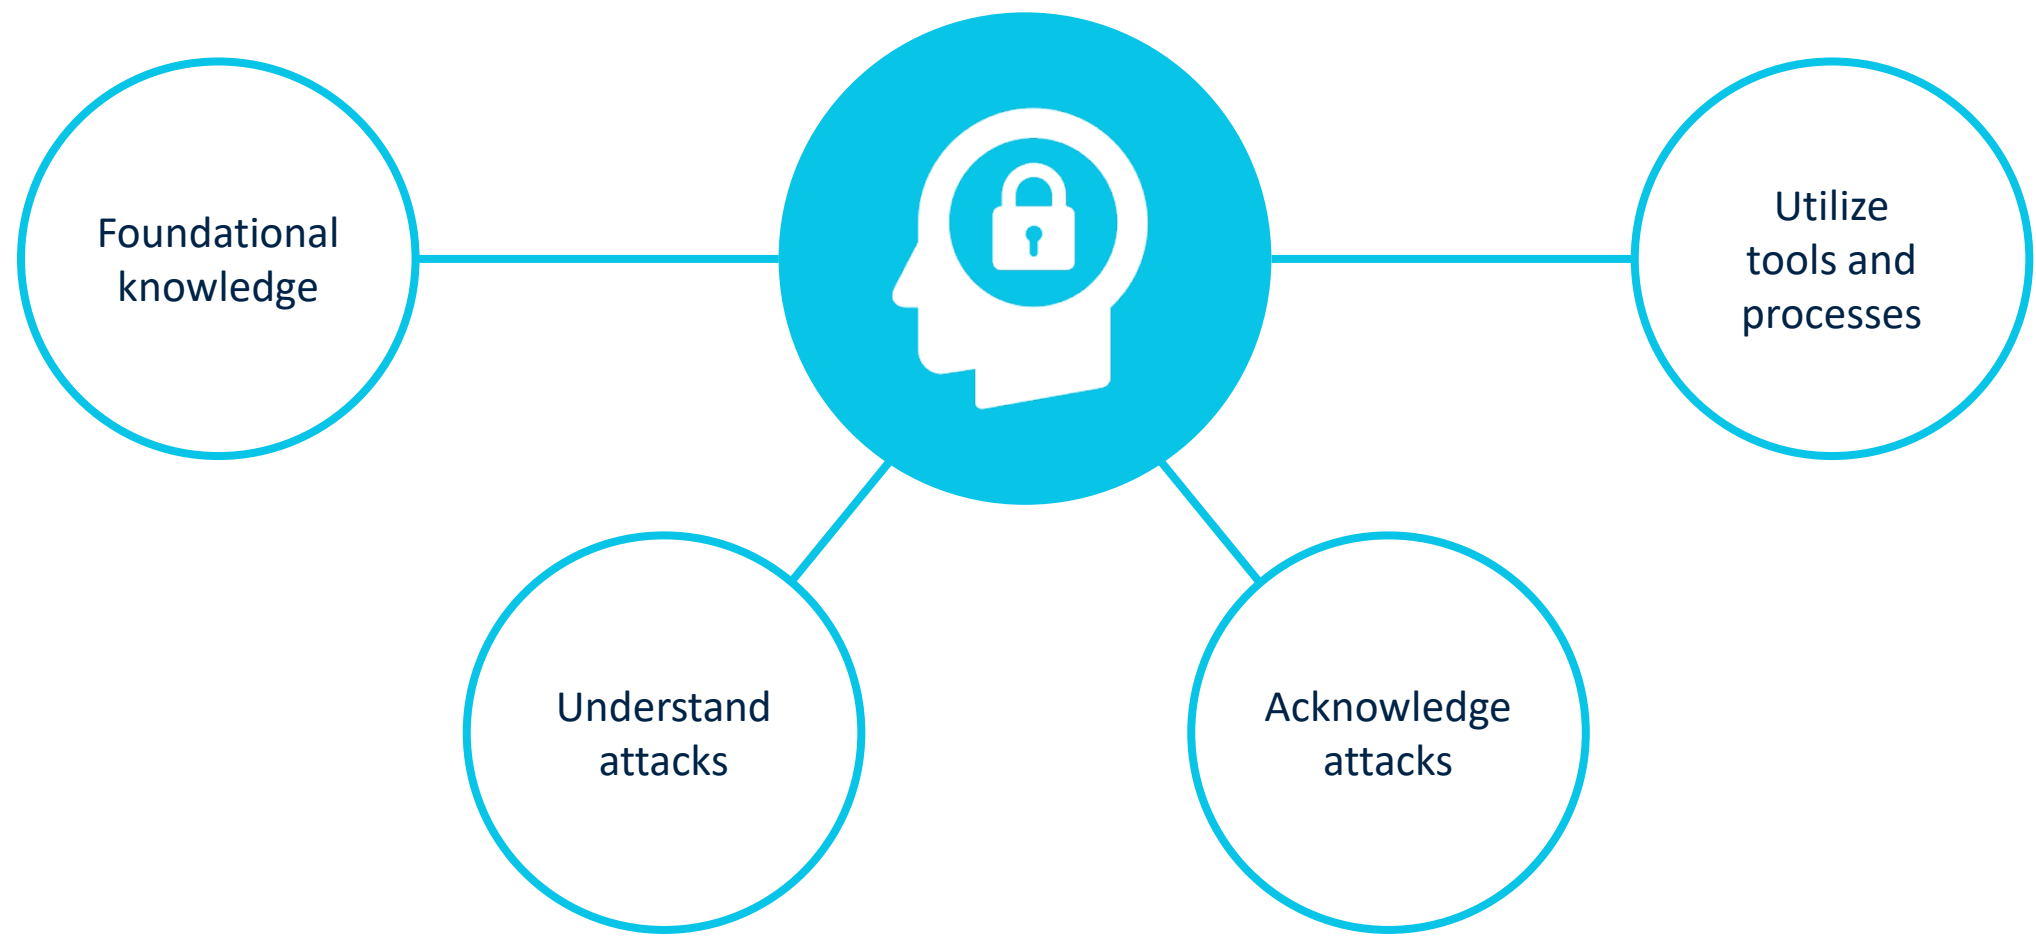 Foundational
knowledge
Utilize
tools and
processes
Understand
attacks
Acknowledge
attacks